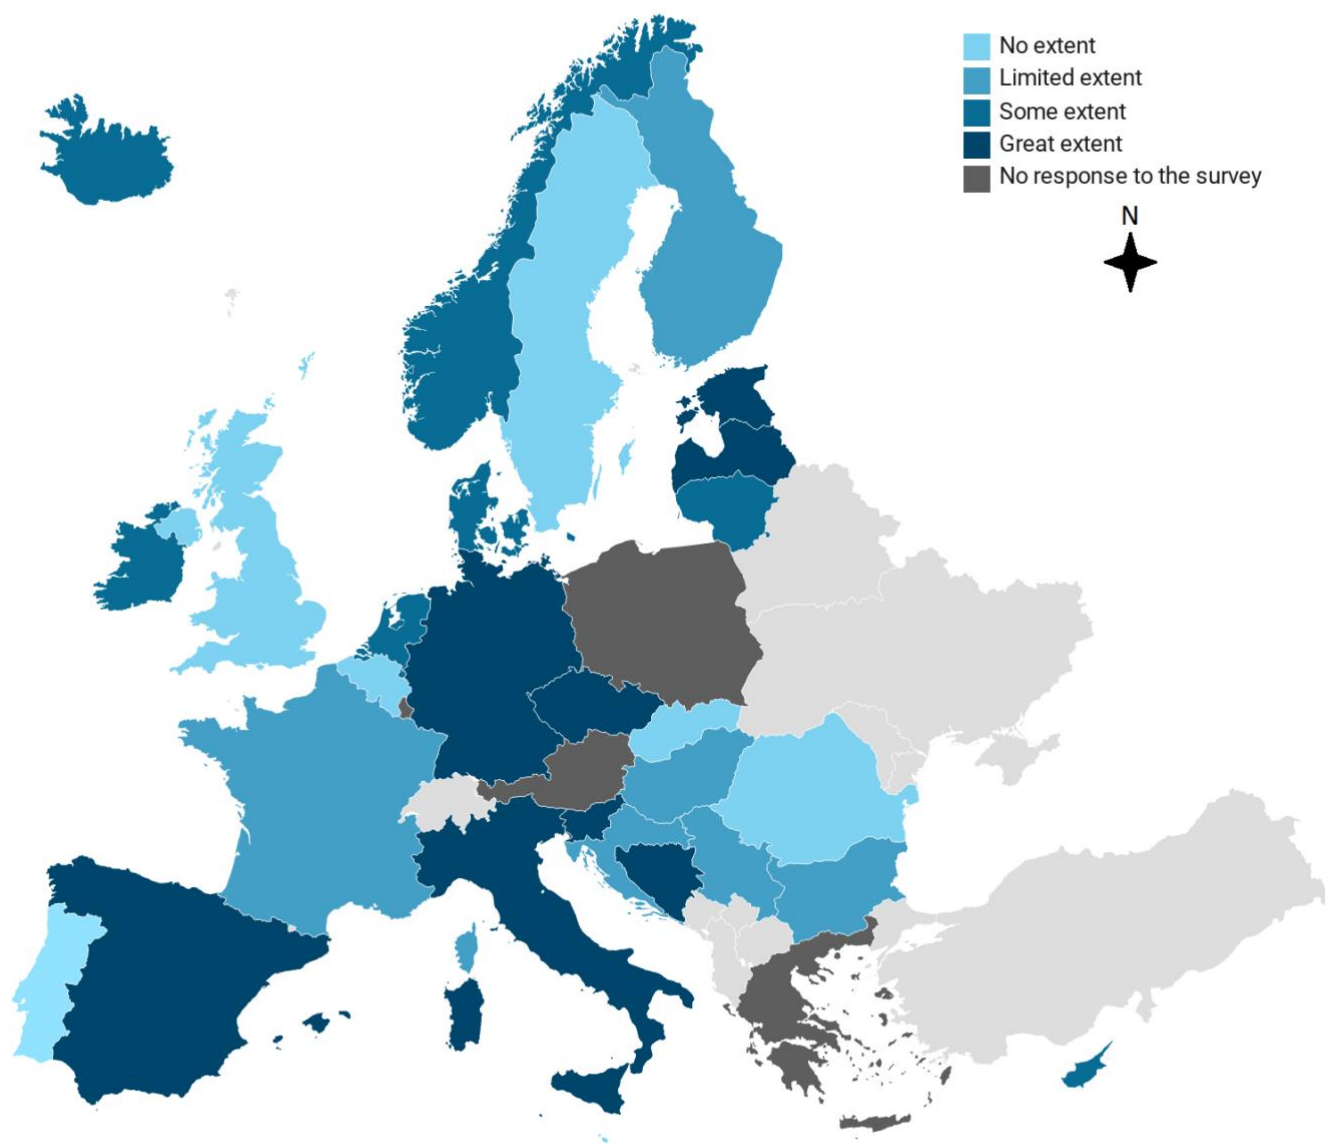 No extent
Limited extent
Some extent
Great extent
No response to the survey
N